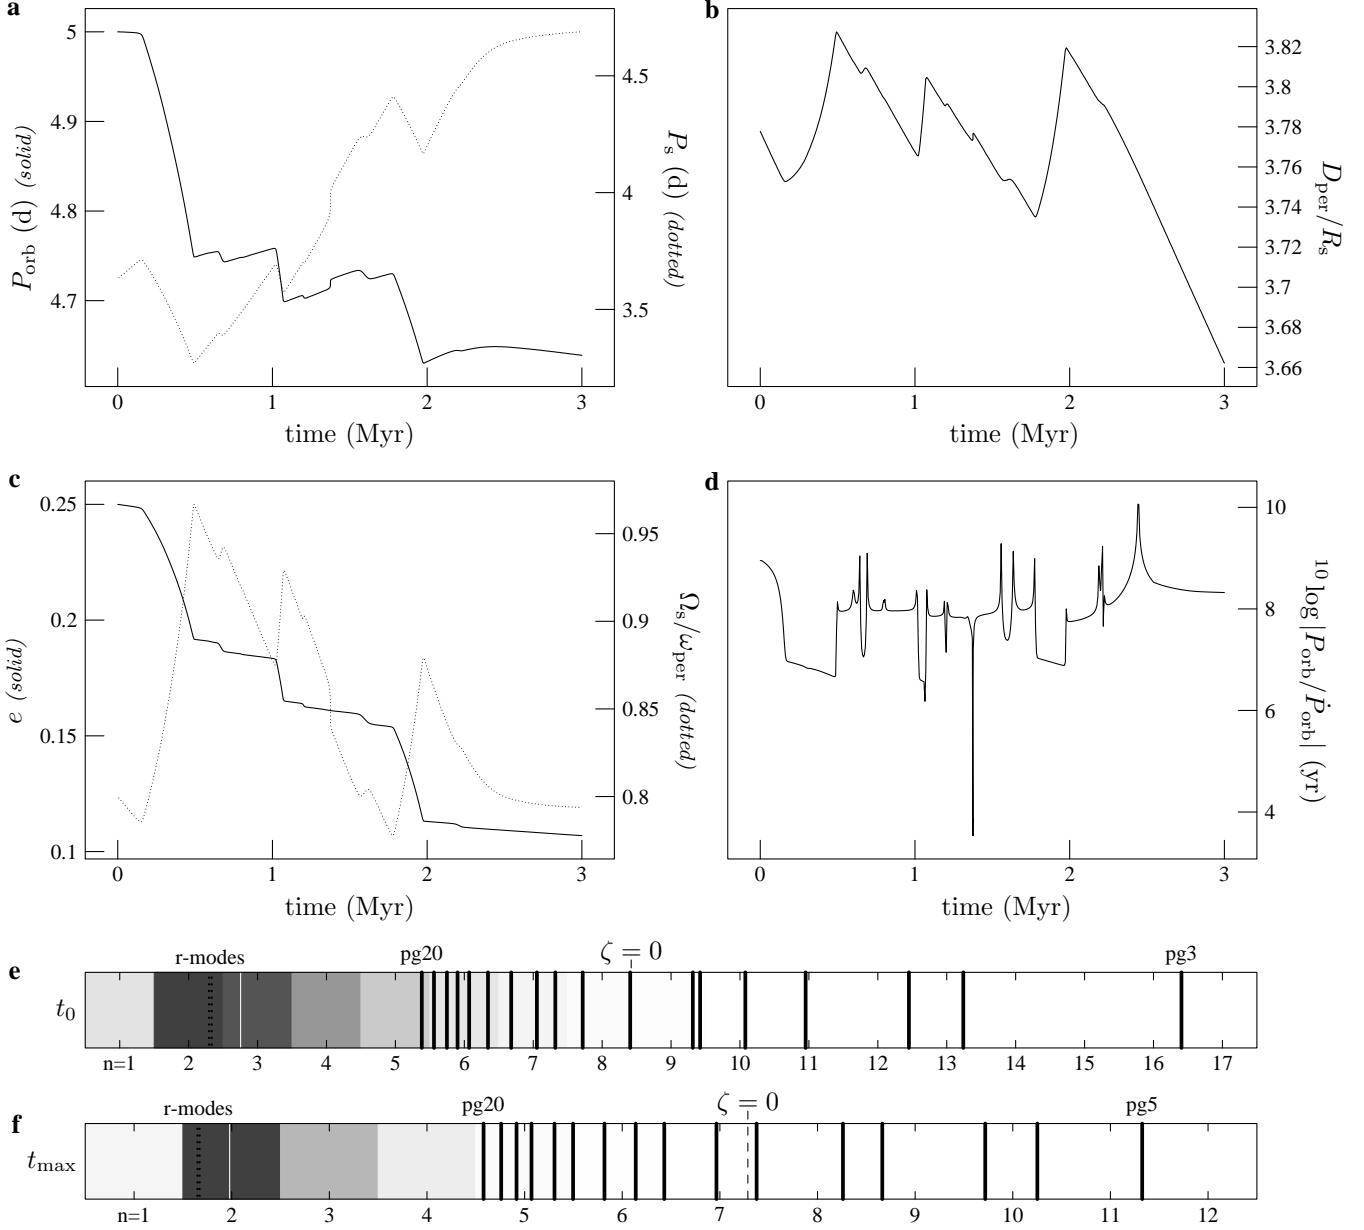 a
5
4.9
4.8
4.7
P_orb (d) (solid)
4.5
4
3.5
P_s (d) (dotted)
0 1 2 3
time (Myr)
b
3.82
3.8
3.78
3.76
3.74
3.72
3.7
3.68
3.66
D_per/R_s
0 1 2 3
time (Myr)
c
0.25
0.2
0.15
0.1
e (solid)
0.95
0.9
0.85
0.8
Ω_s/ω_per (dotted)
0 1 2 3
time (Myr)
d
10
8
6
4
^10log|P_orb/Ṗ_orb| (yr)
0 1 2 3
time (Myr)
e
r-modes pg20 ζ = 0 pg3
t_0
n=1 2 3 4 5 6 7 8 9 10 11 12 13 14 15 16 17
f
r-modes pg20 ζ = 0 pg5
t_max
n=1 2 3 4 5 6 7 8 9 10 11 12